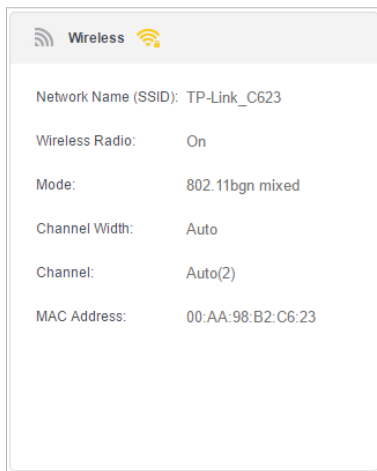 Wireless
Network Name (SSID): TP-Link_C623
Wireless Radio: On
Mode: 802.11bgn mixed
Channel Width: Auto
Channel: Auto(2)
MAC Address: 00:AA:98:B2:C6:23